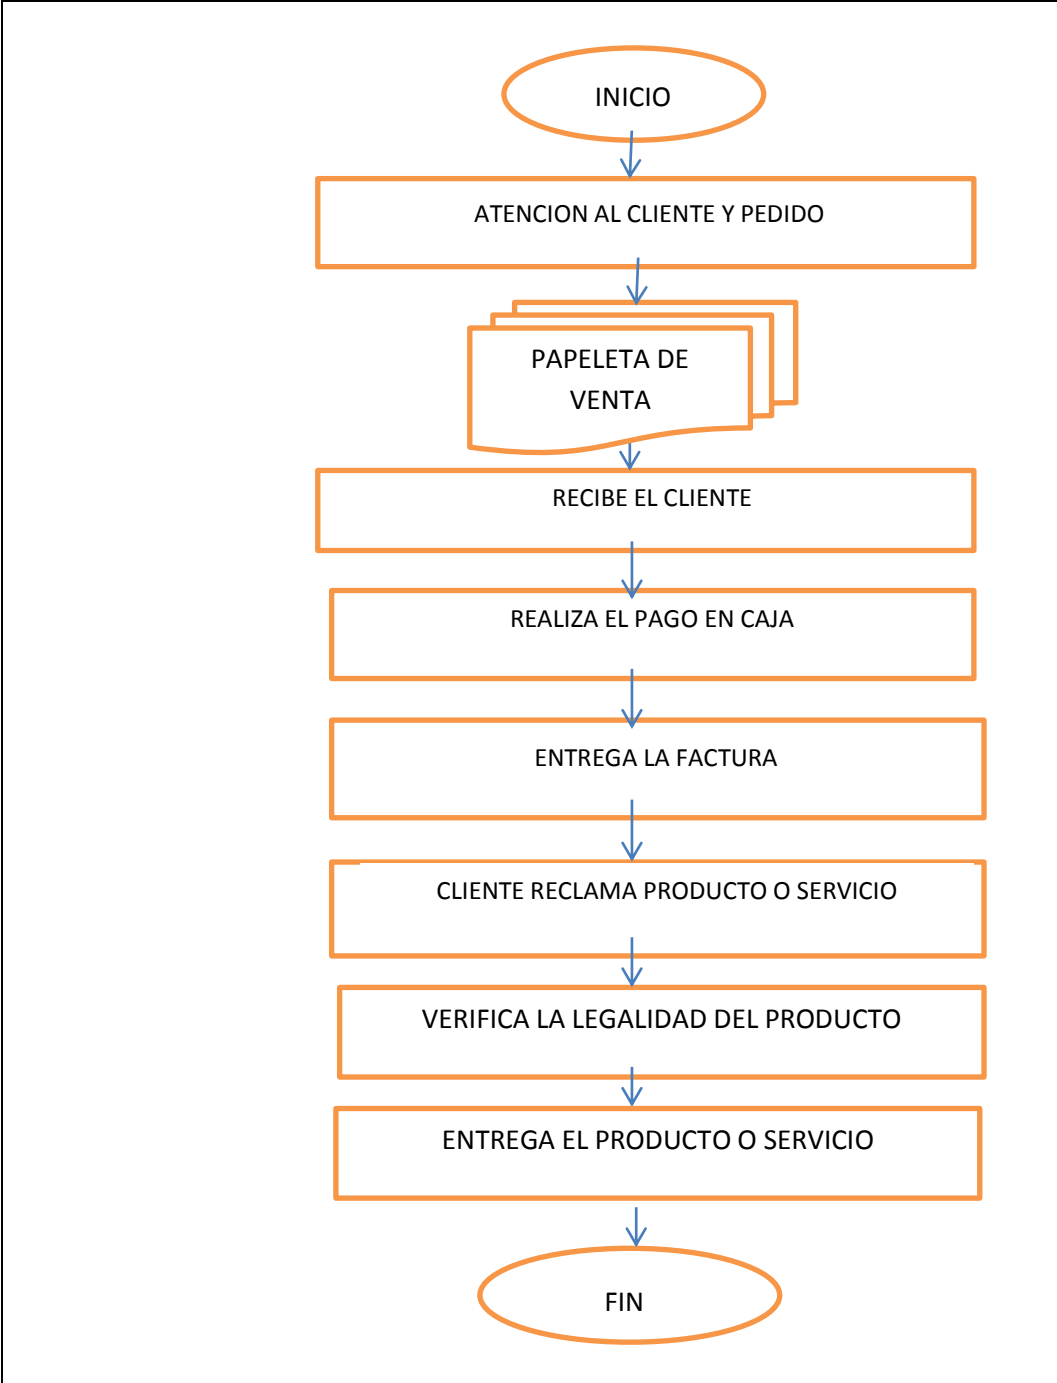 INICIO
ATENCION AL CLIENTE Y PEDIDO
PAPELETA DE
VENTA
RECIBE EL CLIENTE
REALIZA EL PAGO EN CAJA
ENTREGA LA FACTURA
CLIENTE RECLAMA PRODUCTO O SERVICIO
VERIFICA LA LEGALIDAD DEL PRODUCTO
ENTREGA EL PRODUCTO O SERVICIO
FIN